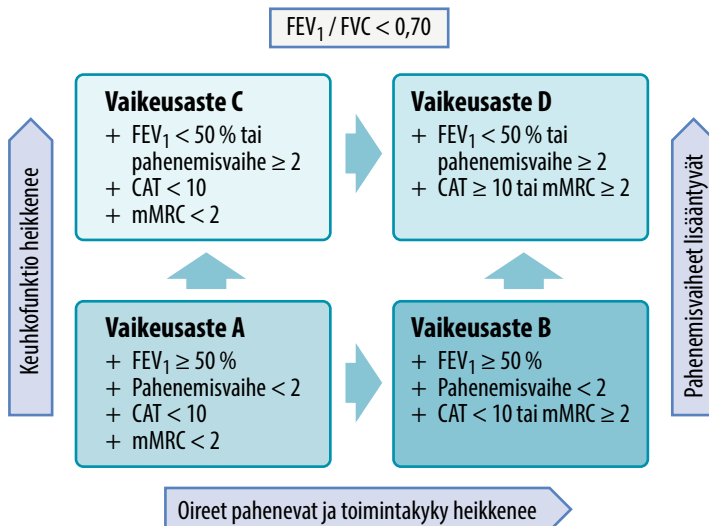 FEV₁ / FVC < 0,70
Vaikeusaste C
+ FEV₁ < 50 % tai
pahenemisvaihe ≥ 2
+ CAT < 10
+ mMRC < 2
Vaikeusaste D
+ FEV₁ < 50 % tai
pahenemisvaihe ≥ 2
+ CAT ≥ 10 tai mMRC ≥ 2
Keuhkofunktio heikkenee
Pahenemisvaiheet lisääntyvät
Vaikeusaste A
+ FEV₁ ≥ 50 %
+ Pahenemisvaihe < 2
+ CAT < 10
+ mMRC < 2
Vaikeusaste B
+ FEV₁ ≥ 50 %
+ Pahenemisvaihe < 2
+ CAT < 10 tai mMRC ≥ 2
Oireet pahenevat ja toimintakyky heikkenee